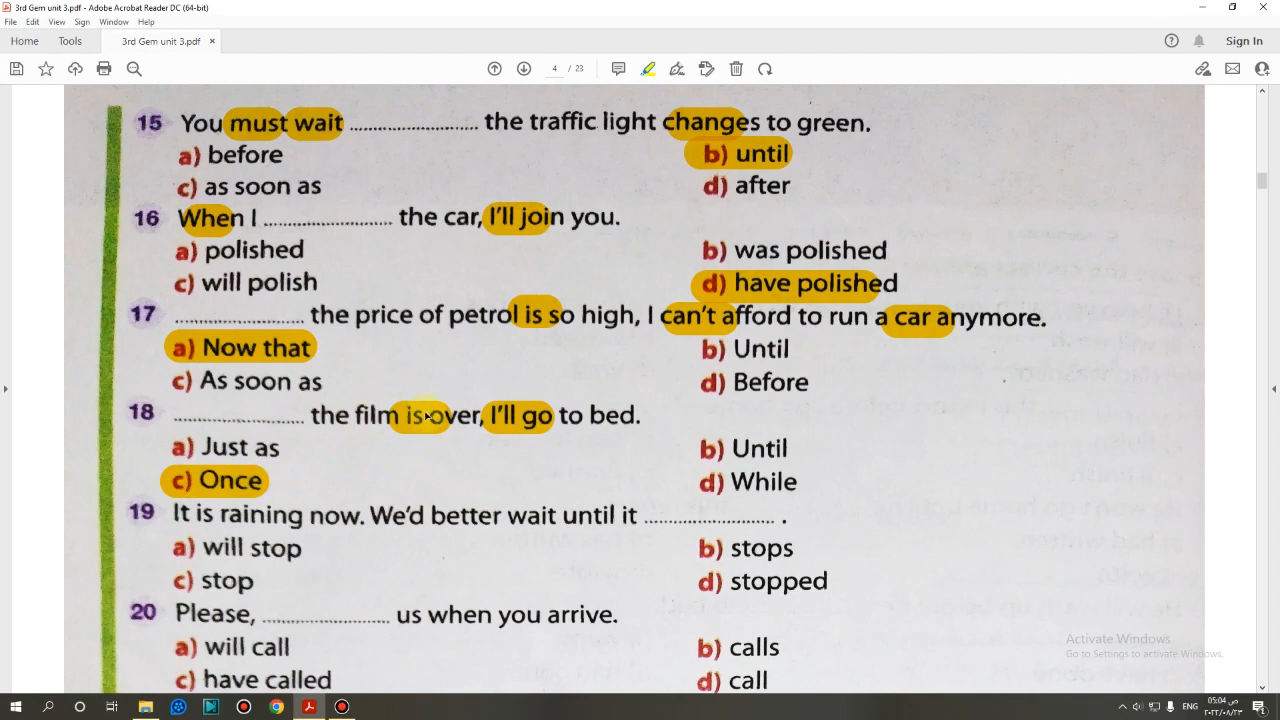 3rd Gem unit 3.pdf - Adobe Acrobat Reader DC (64-bit)
File Edit View Sign Window Help
Home Tools 3rd Gem unit 3.pdf × Sign In
4 / 23
15 You must wait ........................ the traffic light changes to green.
a) before b) until
c) as soon as d) after
16 When I ........................ the car, I'll join you.
a) polished b) was polished
c) will polish d) have polished
17 ........................ the price of petrol is so high, I can't afford to run a car anymore.
a) Now that b) Until
c) As soon as d) Before
18 ........................ the film is over, I'll go to bed.
a) Just as b) Until
c) Once d) While
19 It is raining now. We'd better wait until it ........................ .
a) will stop b) stops
c) stop d) stopped
20 Please, ........................ us when you arrive.
a) will call b) calls
c) have called d) call
Activate Windows
Go to Settings to activate Windows.
ENG 05:04 ص
٢٠٢٢/٠٨/٢٣